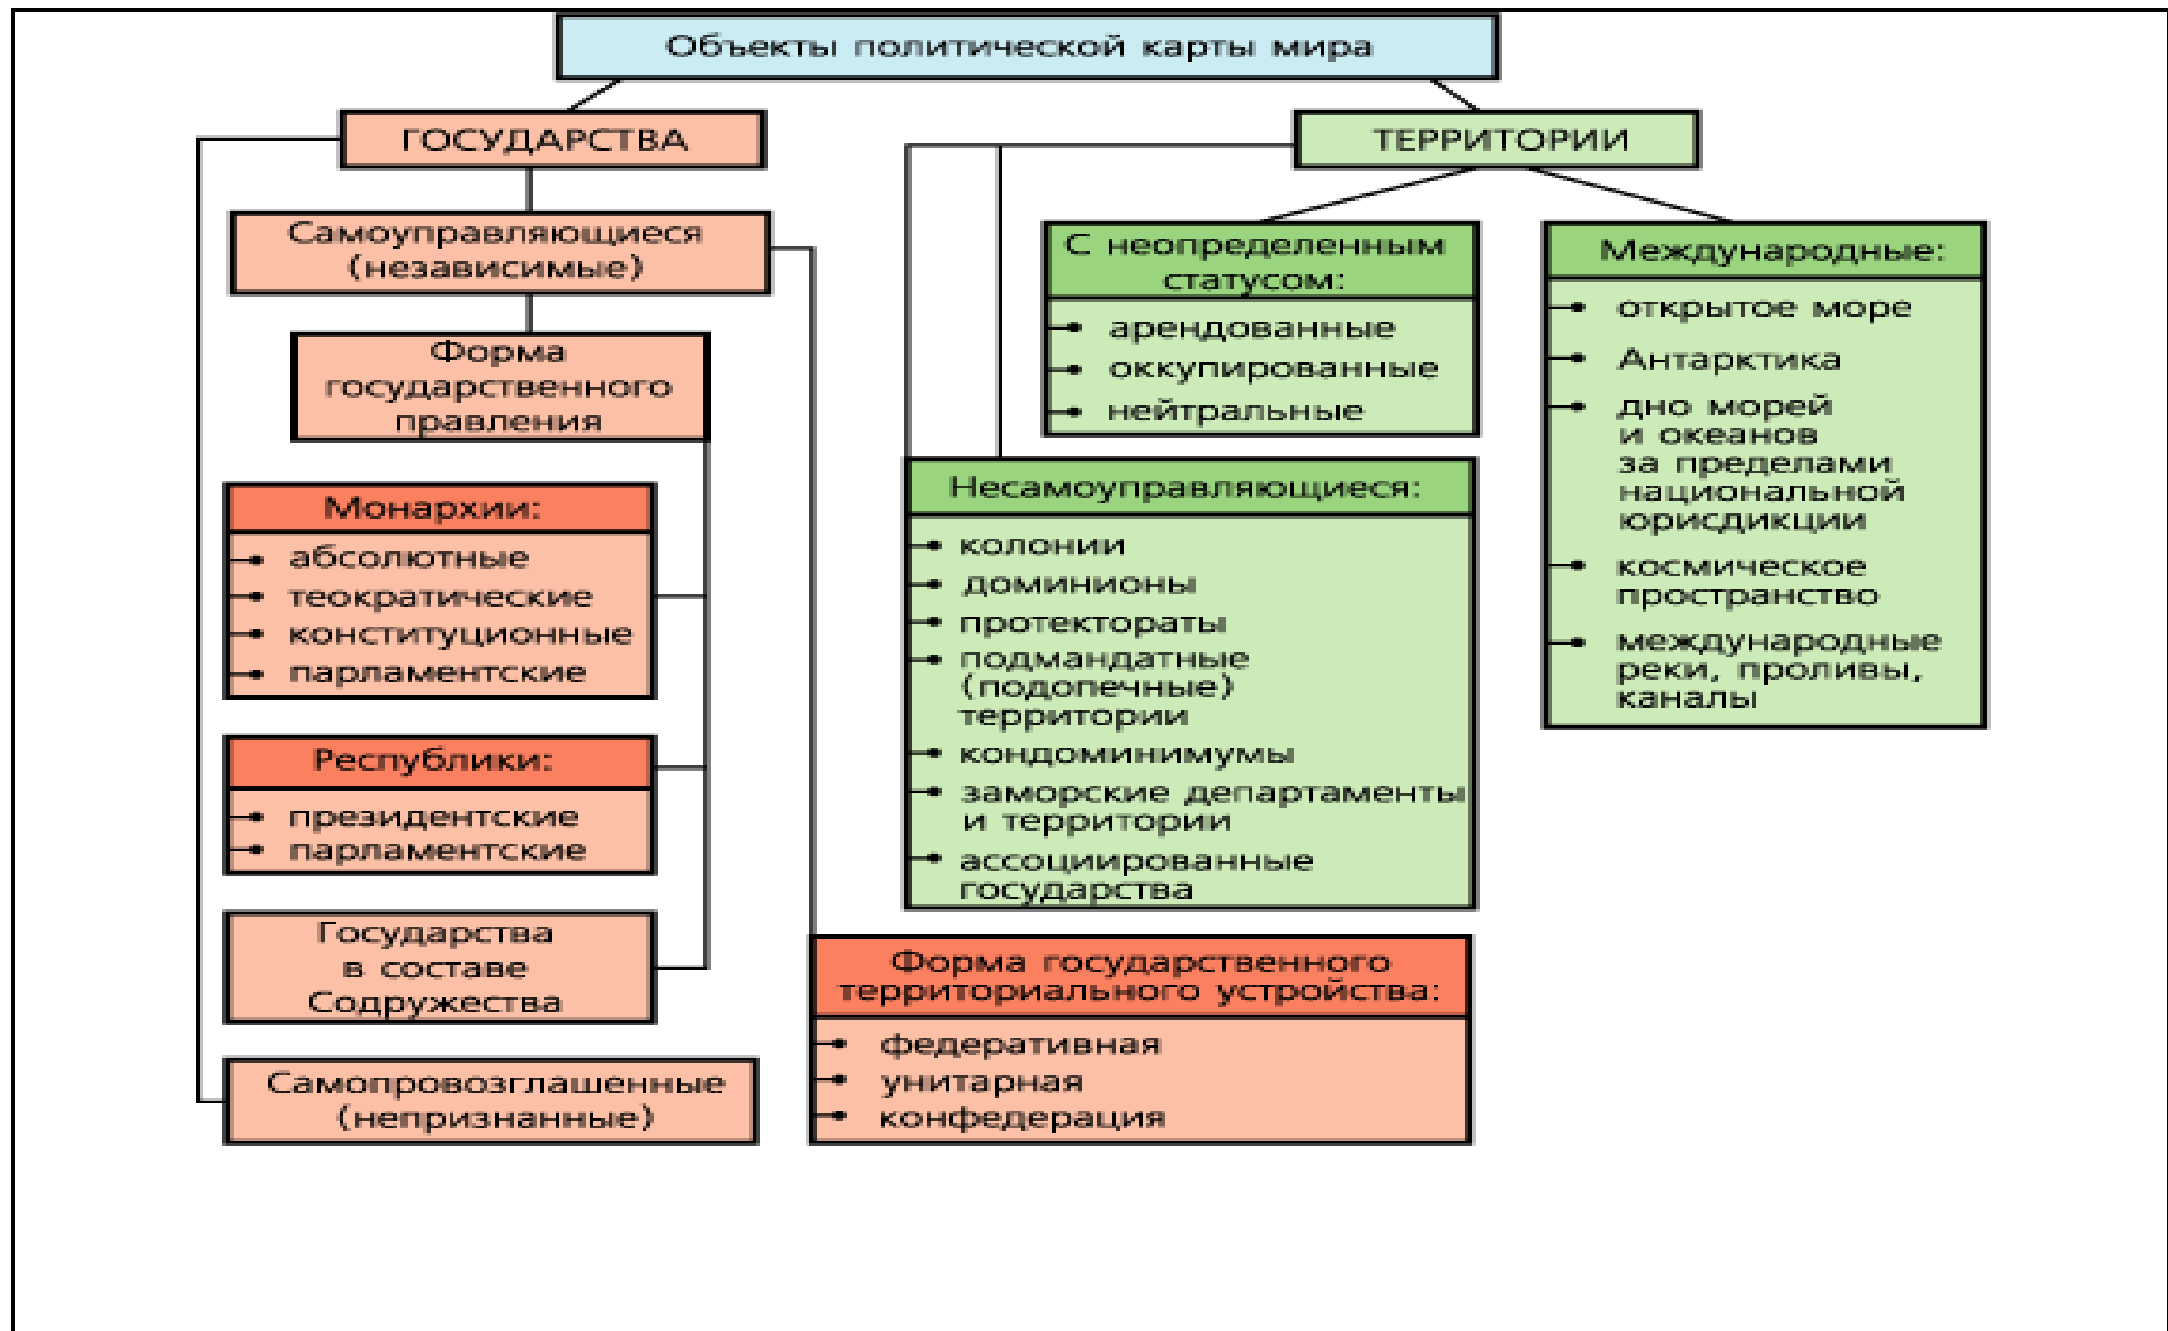 Объекты политической карты мира
ГОСУДАРСТВА
Самоуправляющиеся
(независимые)
Форма
государственного
правления
Монархии:
абсолютные
теократические
конституционные
парламентские
Республики:
президентские
парламентские
Государства
в составе
Содружества
Самопровозглашенные
(непризнанные)
Форма государственного
территориального устройства:
федеративная
унитарная
конфедерация
ТЕРРИТОРИИ
С неопределенным
статусом:
арендованные
оккупированные
нейтральные
Несамоуправляющиеся:
колонии
доминионы
протектораты
подмандатные
(подопечные)
территории
кондоминимумы
заморские департаменты
и территории
ассоциированные
государства
Международные:
открытое море
Антарктика
дно морей
и океанов
за пределами
национальной
юрисдикции
космическое
пространство
международные
реки, проливы,
каналы